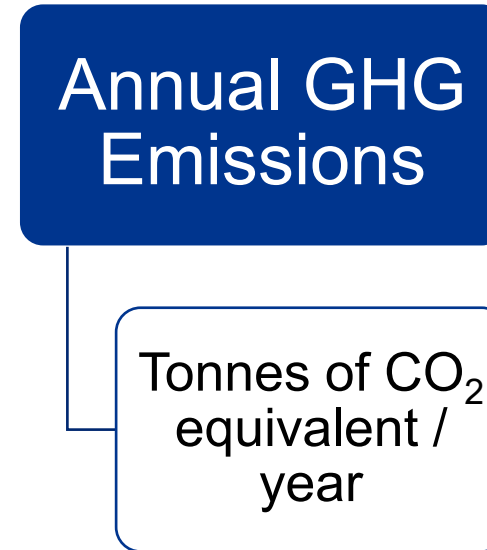 Annual GHG
Emissions
Tonnes of CO₂
equivalent /
year